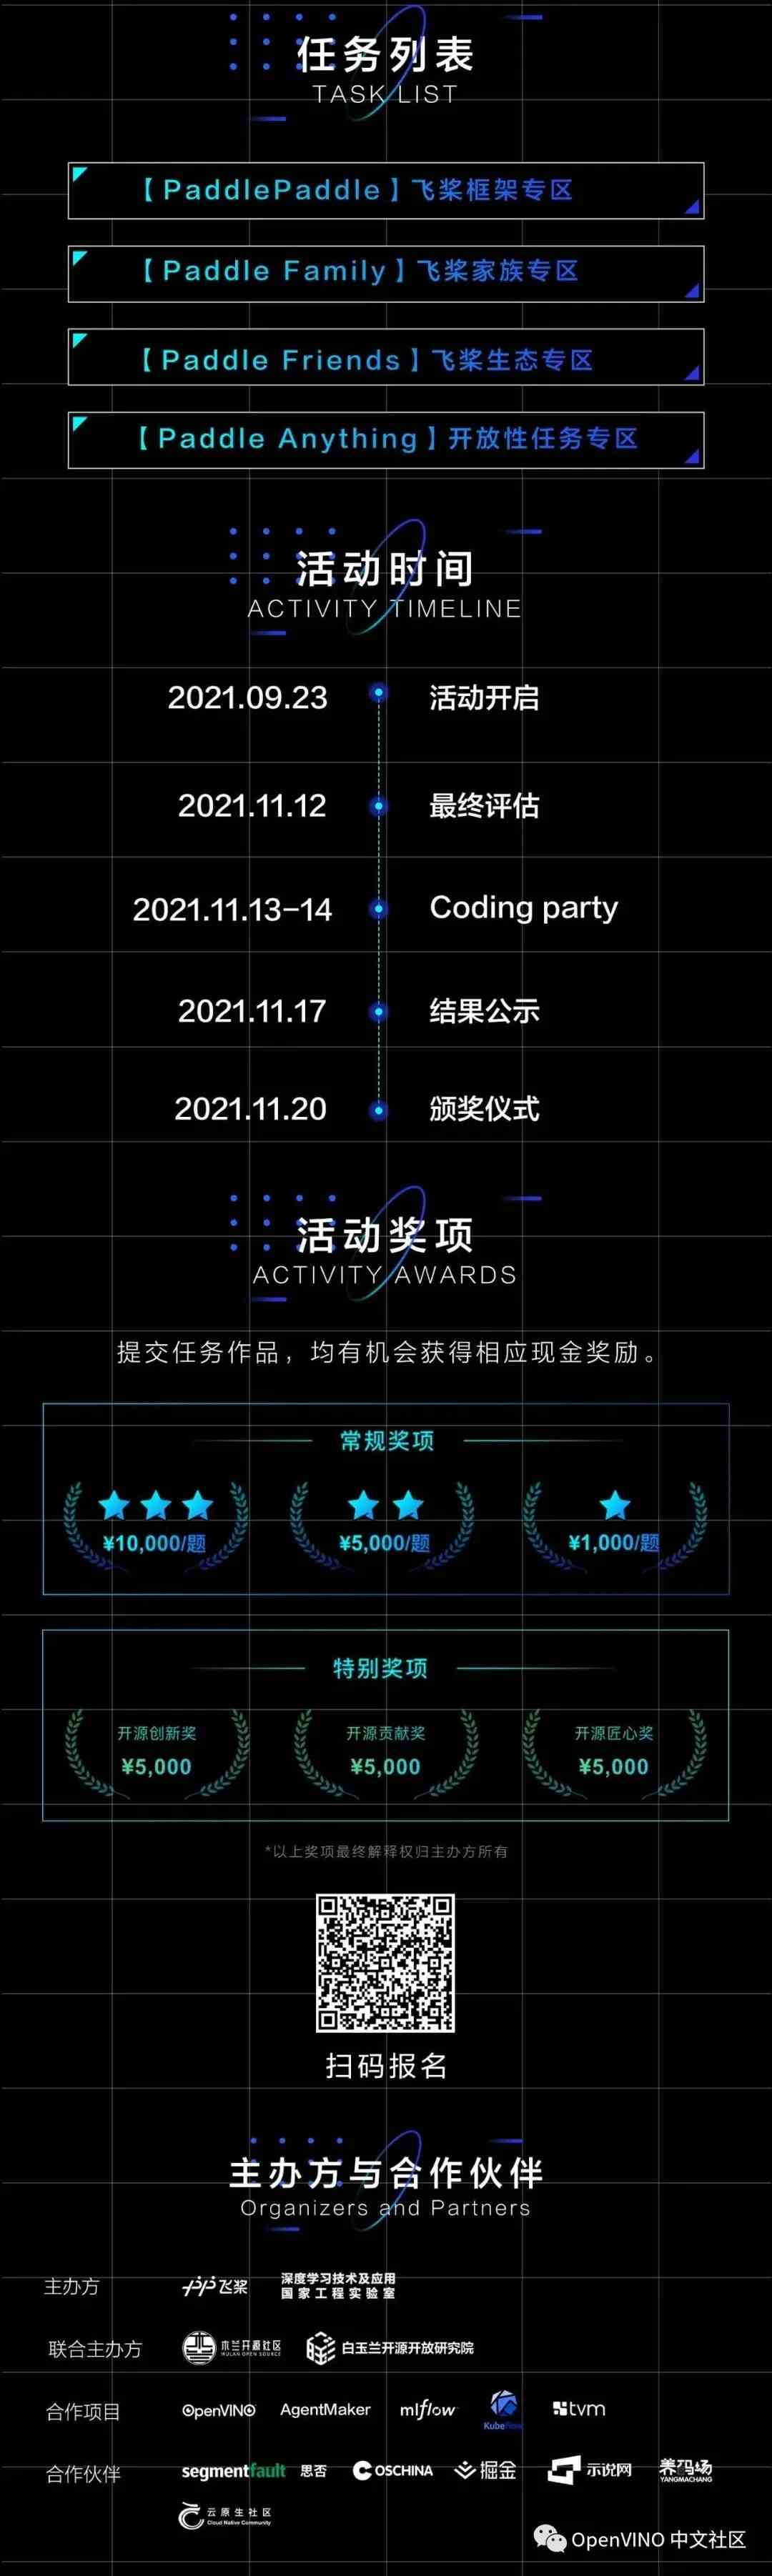 任务列表
TASK LIST
【PaddlePaddle】飞桨框架专区
【Paddle Family】飞桨家族专区
【Paddle Friends】飞桨生态专区
【Paddle Anything】开放性任务专区
活动时间
ACTIVITY TIMELINE
2021.09.23 活动开启
2021.11.12 最终评估
2021.11.13-14 Coding party
2021.11.17 结果公示
2021.11.20 颁奖仪式
活动奖项
ACTIVITY AWARDS
提交任务作品，均有机会获得相应现金奖励。
常规奖项
¥10,000/题 ¥5,000/题 ¥1,000/题
特别奖项
开源创新奖 开源贡献奖 开源匠心奖
¥5,000 ¥5,000 ¥5,000
*以上奖项最终解释权归主办方所有
扫码报名
主办方与合作伙伴
Organizers and Partners
主办方 飞桨 深度学习技术及应用
国家工程实验室
联合主办方 木兰开源社区 白玉兰开源开放研究院
MULAN OPEN SOURCE
合作项目 OpenVINO AgentMaker mlflow Kubeflow tvm
合作伙伴 segmentfault 思否 OSCHINA 掘金 示说网 养码场
YANGMACHANG
云原生社区
Cloud Native Community
OpenVINO 中文社区